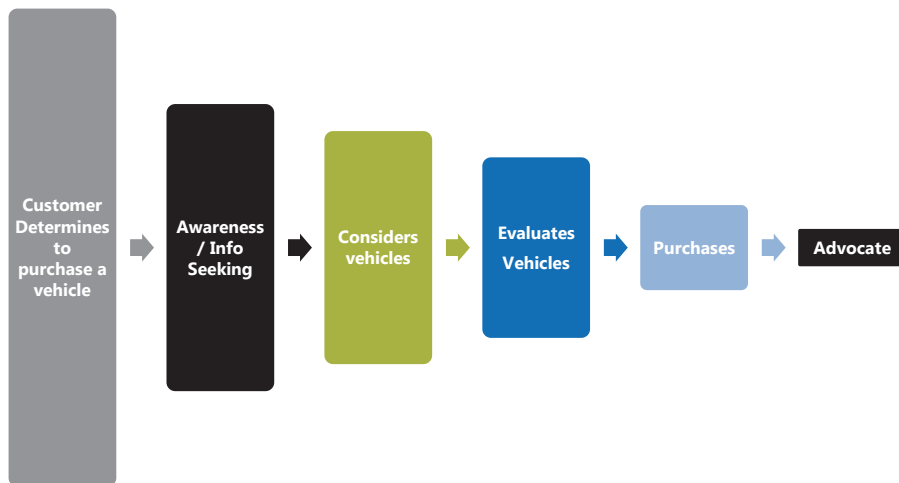 Customer
Determines
to
purchase a
vehicle
Awareness
/ Info
Seeking
Considers
vehicles
Evaluates
Vehicles
Purchases
Advocate